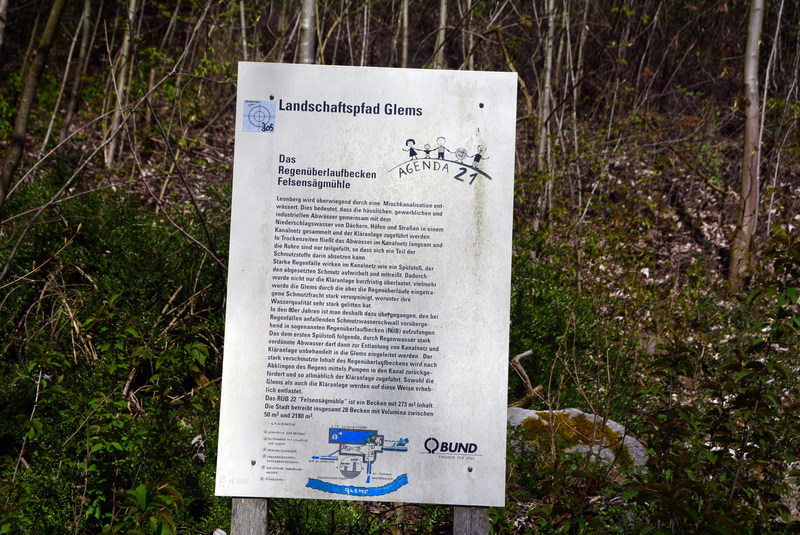 Landschaftspfad Glems
305
Das
Regenüberlaufbecken
Felsensägmühle
AGENDA 21
Leonberg wird überwiegend durch eine Mischkanalisation ent-
wässert. Dies bedeutet, dass die häuslichen, gewerblichen und
industriellen Abwässer gemeinsam mit dem
Niederschlagswasser von Dächern, Höfen und Straßen in einem
Kanalnetz gesammelt und der Kläranlage zugeführt werden.
In Trockenzeiten fließt das Abwasser im Kanalnetz langsam und
die Rohre sind nur teilgefüllt, so dass sich ein Teil der
Schmutzstoffe darin absetzen kann.
Starke Regenfälle wirken im Kanalnetz wie ein Spülstoß, der
den abgesetzten Schmutz aufwirbelt und mitreißt. Dadurch
wurde nicht nur die Kläranlage kurzfristig überlastet, vielmehr
wurde die Glems durch die über die Regenüberläufe eingetra-
gene Schmutzfracht stark verunreinigt, worunter ihre
Wasserqualität sehr stark gelitten hat.
In den 80er Jahren ist man deshalb dazu übergegangen, den bei
Regenfällen anfallenden Schmutzwasserschwall vorüberge-
hend in sogenannten Regenüberlaufbecken (RÜB) aufzufangen.
Das dem ersten Spülstoß folgende, durch Regenwasser stark
verdünnte Abwasser darf dann zur Entlastung von Kanalnetz und
Kläranlage unbehandelt in die Glems eingeleitet werden. Der
stark verschmutzte Inhalt des Regenüberlaufbeckens wird nach
Abklingen des Regens mittels Pumpen in den Kanal zurückge-
fördert und so allmählich der Kläranlage zugeführt. Sowohl die
Glems als auch die Kläranlage werden auf diese Weise erheb-
lich entlastet.
Das RÜB 22 "Felsensägmühle" ist ein Becken mit 273 m³ Inhalt.
Die Stadt betreibt insgesamt 28 Becken mit Volumina zwischen
50 m³ und 2180 m³.
BUND
GLEMS